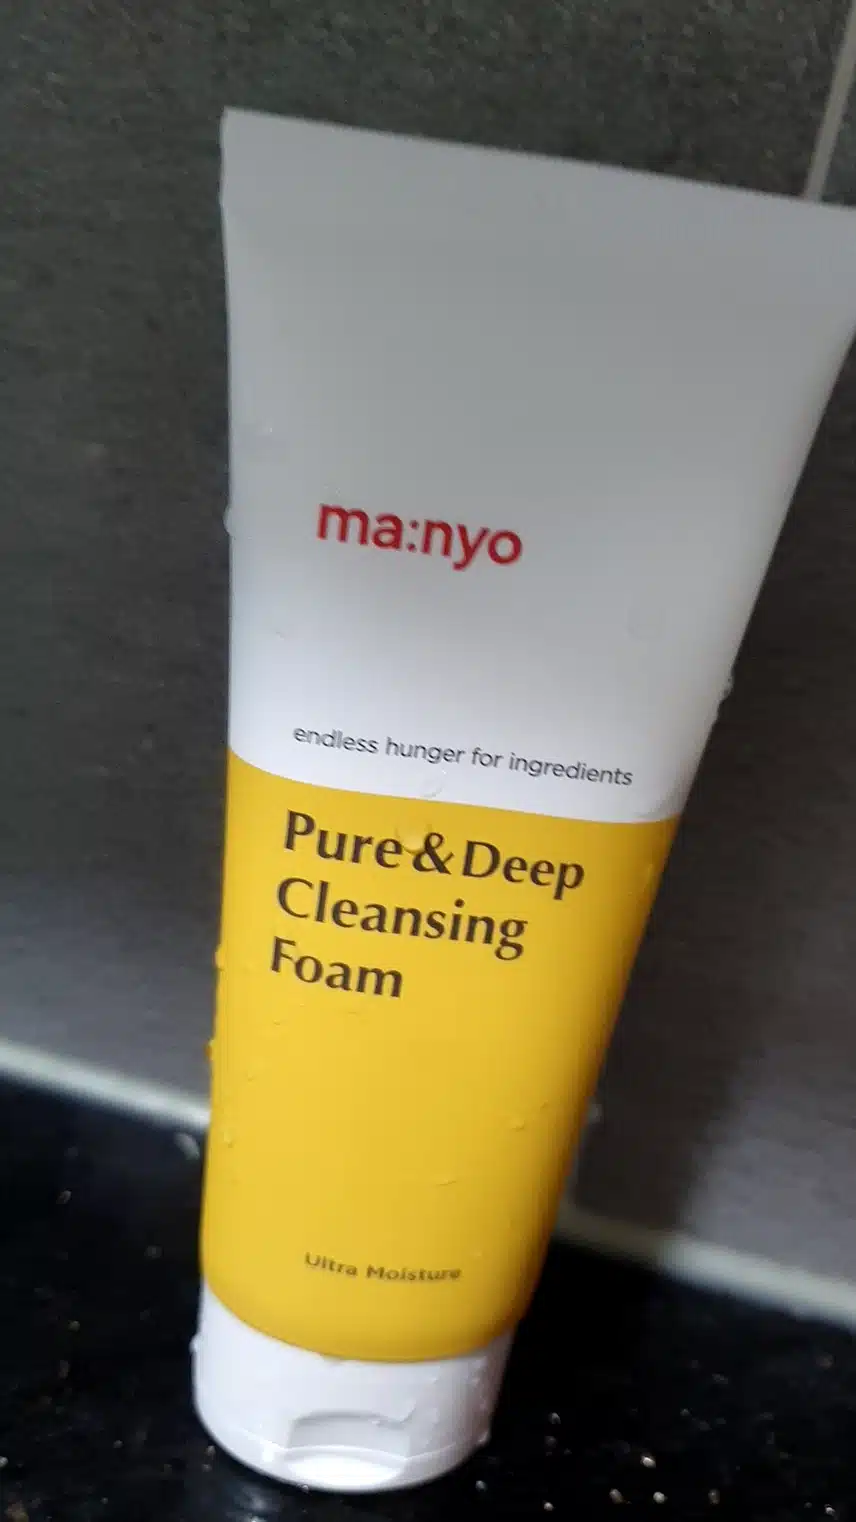 ma:nyo
endless hunger for ingredients
Pure & Deep
Cleansing
Foam
Ultra Moisture